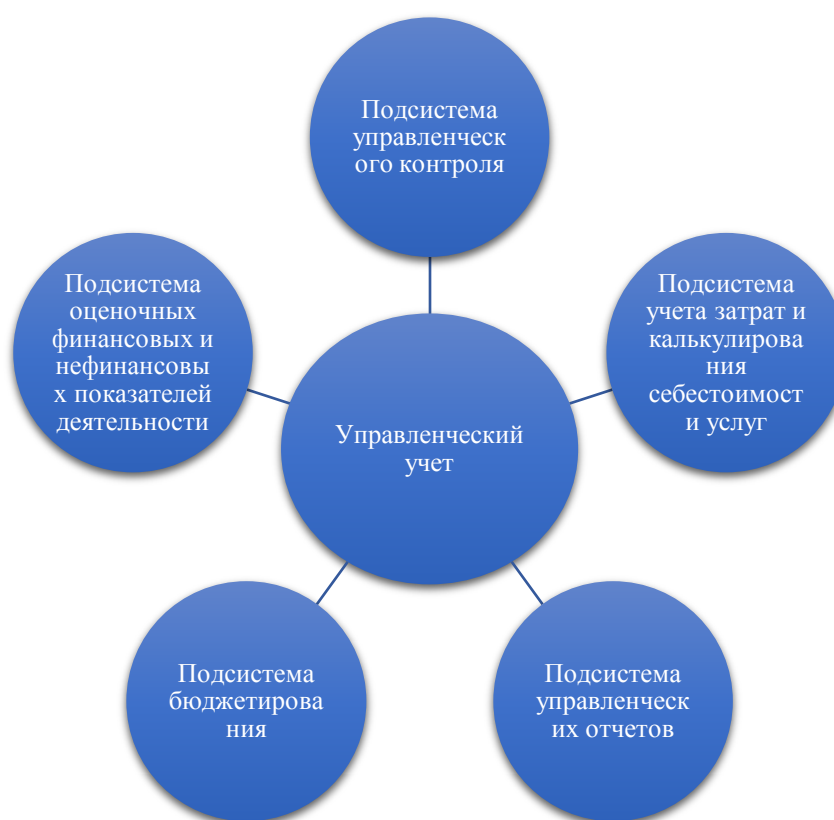 Подсистема
управленческ
ого контроля
Подсистема
оценочных
финансовых и
нефинансовы
х показателей
деятельности
Подсистема
учета затрат и
калькулирова
ния
себестоимост
и услуг
Управленческий
учет
Подсистема
бюджетирова
ния
Подсистема
управленческ
их отчетов